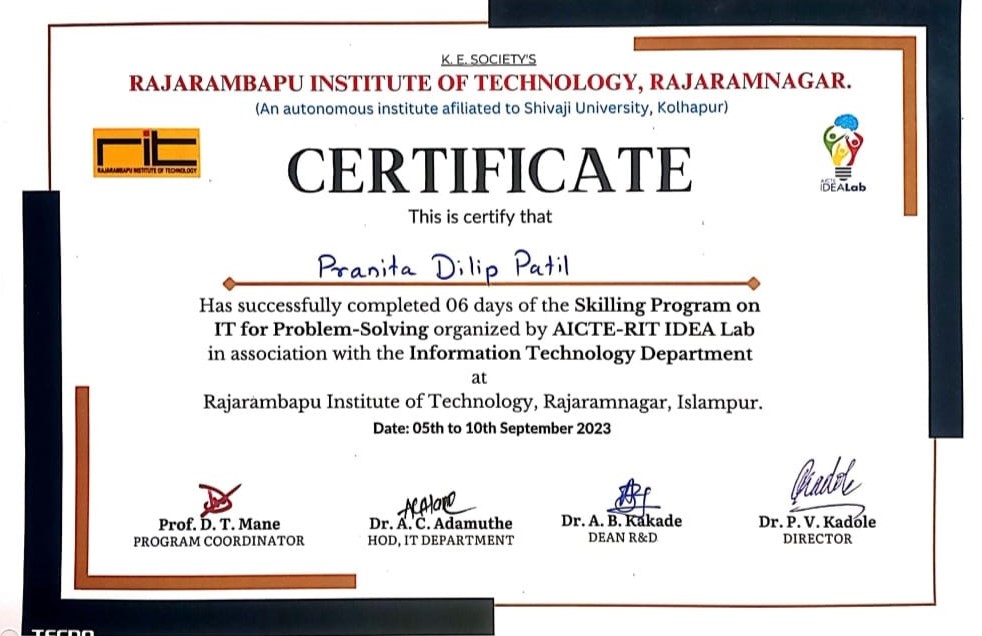 K. E. SOCIETY'S
RAJARAMBAPU INSTITUTE OF TECHNOLOGY, RAJARAMNAGAR.
(An autonomous institute afiliated to Shivaji University, Kolhapur)
rit
RAJARAMBAPU INSTITUTE OF TECHNOLOGY
AICTE
IDEALab
CERTIFICATE
This is certify that
Pranita Dilip Patil
Has successfully completed 06 days of the Skilling Program on
IT for Problem-Solving organized by AICTE-RIT IDEA Lab
in association with the Information Technology Department
at
Rajarambapu Institute of Technology, Rajaramnagar, Islampur.
Date: 05th to 10th September 2023
Prof. D. T. Mane
PROGRAM COORDINATOR
Dr. A. C. Adamuthe
HOD, IT DEPARTMENT
Dr. A. B. Kakade
DEAN R&D
Dr. P. V. Kadole
DIRECTOR
TECNO